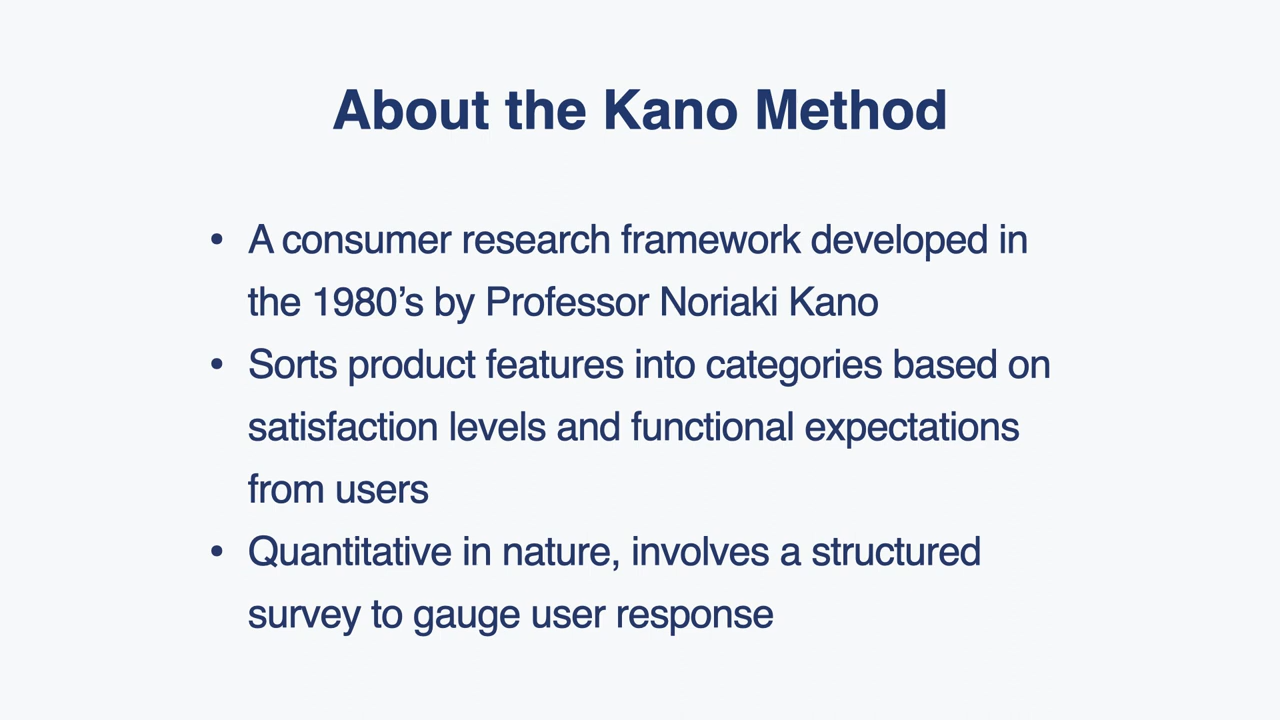 About the Kano Method
• A consumer research framework developed in
the 1980’s by Professor Noriaki Kano
• Sorts product features into categories based on
satisfaction levels and functional expectations
from users
• Quantitative in nature, involves a structured
survey to gauge user response